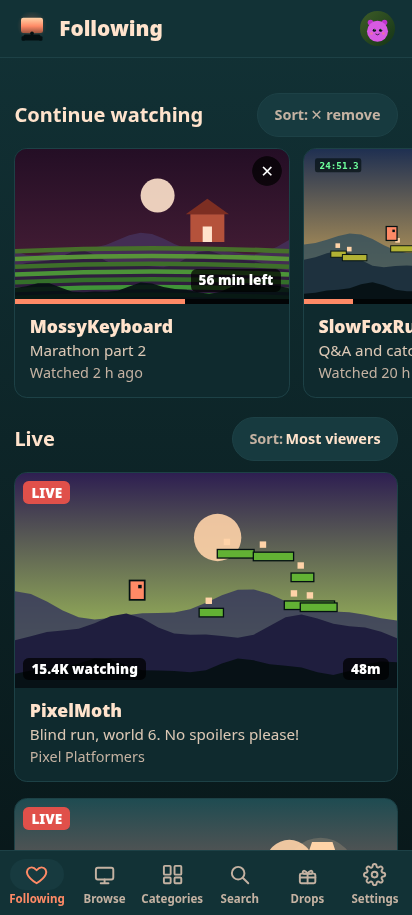 Following
Continue watching
Sort: ✕ remove
24:51.3
56 min left
MossyKeyboard
Marathon part 2
Watched 2 h ago
SlowFoxRu
Q&A and catc
Watched 20 h
Live
Sort: Most viewers
LIVE
15.4K watching
48m
PixelMoth
Blind run, world 6. No spoilers please!
Pixel Platformers
LIVE
Following
Browse
Categories
Search
Drops
Settings